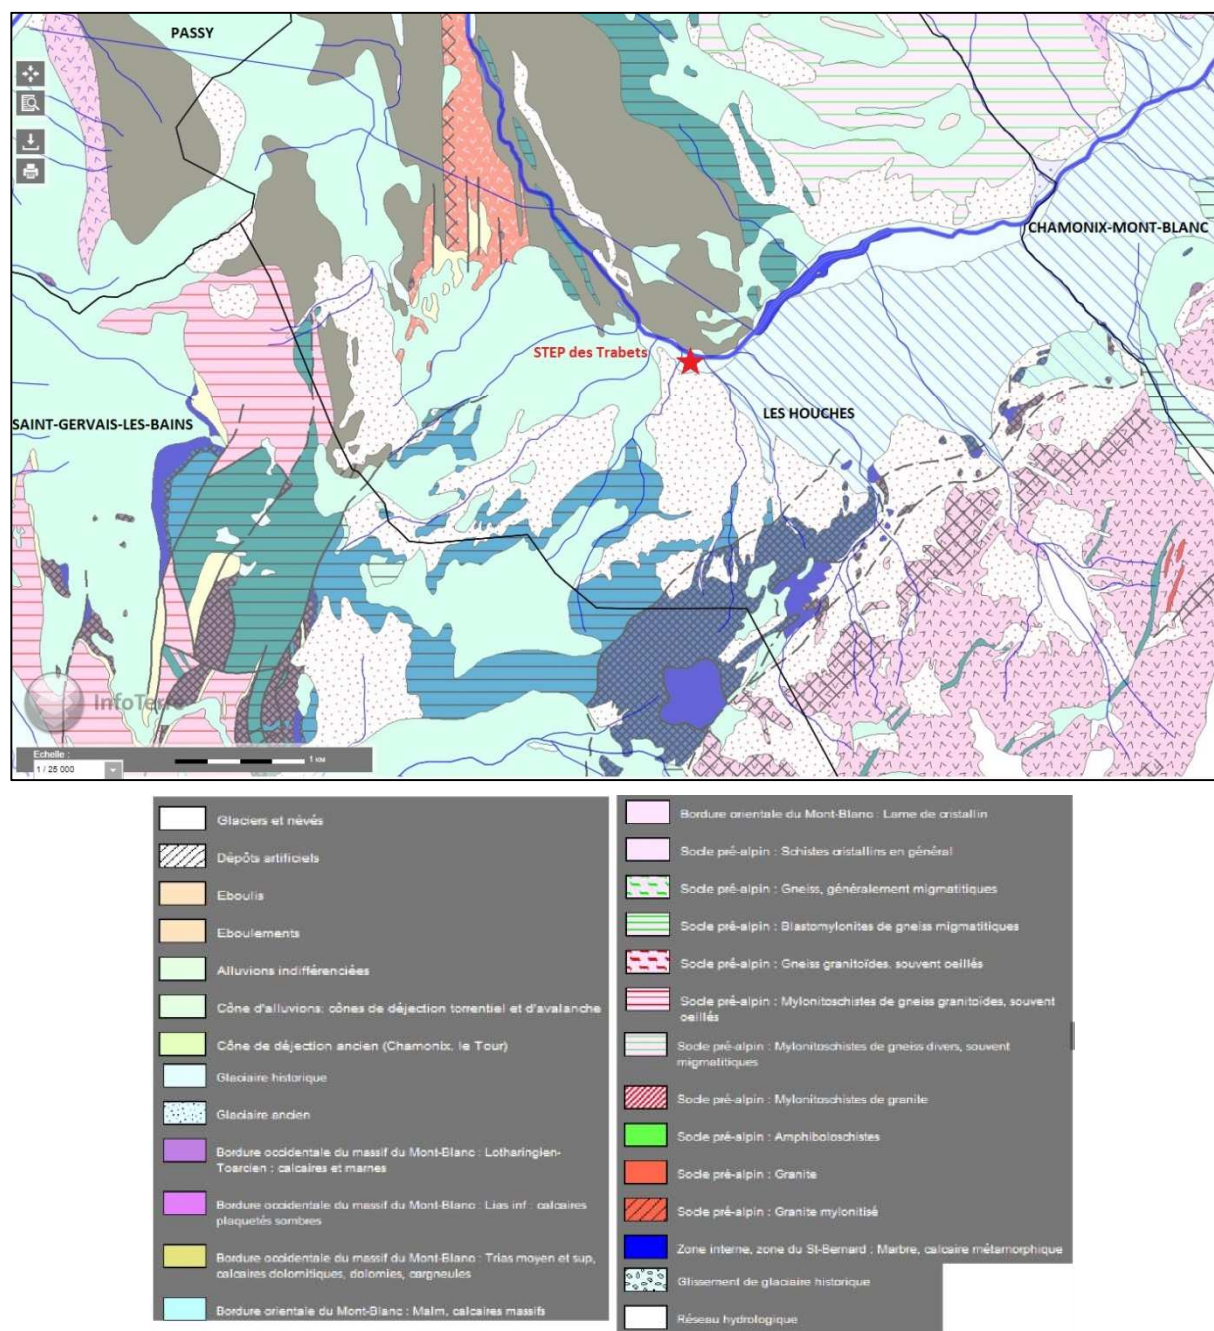 PASSY
CHAMONIX-MONT-BLANC
STEP des Trabets
LES HOUCHES
SAINT-GERVAIS-LES-BAINS
InfoTerre
Echelle :
1 / 25 000
1 KM
Glaciers et névés
Dépôts artificiels
Eboulis
Eboulements
Alluvions indifférenciées
Cône d'alluvions: cônes de déjection torrentiel et d'avalanche
Cône de déjection ancien (Chamonix, le Tour)
Glaciaire historique
Glaciaire ancien
Bordure occidentale du massif du Mont-Blanc : Lotharingien-
Toarcien : calcaires et marnes
Bordure occidentale du massif du Mont-Blanc : Lias inf : calcaires
plaquetés sombres
Bordure occidentale du massif du Mont-Blanc : Trias moyen et sup,
calcaires dolomitiques, dolomies, cargneules
Bordure orientale du Mont-Blanc : Malm, calcaires massifs
Bordure orientale du Mont-Blanc : Lame de cristallin
Socle pré-alpin : Schistes cristallins en général
Socle pré-alpin : Gneiss, généralement migmatitiques
Socle pré-alpin : Blastomylonites de gneiss migmatitiques
Socle pré-alpin : Gneiss granitoïdes, souvent oeillés
Socle pré-alpin : Mylonitoschistes de gneiss granitoïdes, souvent
oeillés
Socle pré-alpin : Mylonitoschistes de gneiss divers, souvent
migmatitiques
Socle pré-alpin : Mylonitoschistes de granite
Socle pré-alpin : Amphiboloschistes
Socle pré-alpin : Granite
Socle pré-alpin : Granite mylonitisé
Zone interne, zone du St-Bernard : Marbre, calcaire métamorphique
Glissement de glaciaire historique
Réseau hydrologique